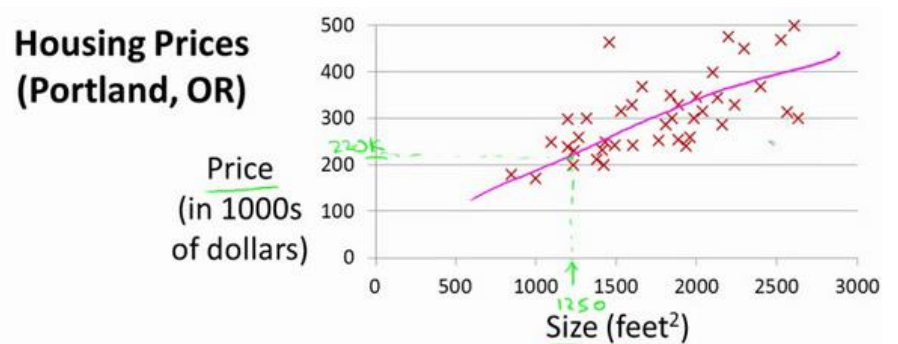 Housing Prices
(Portland, OR)
500
400
300
220K
200
Price
(in 1000s
of dollars)
100
0
0 500 1000 1500 2000 2500 3000
1250
Size (feet²)